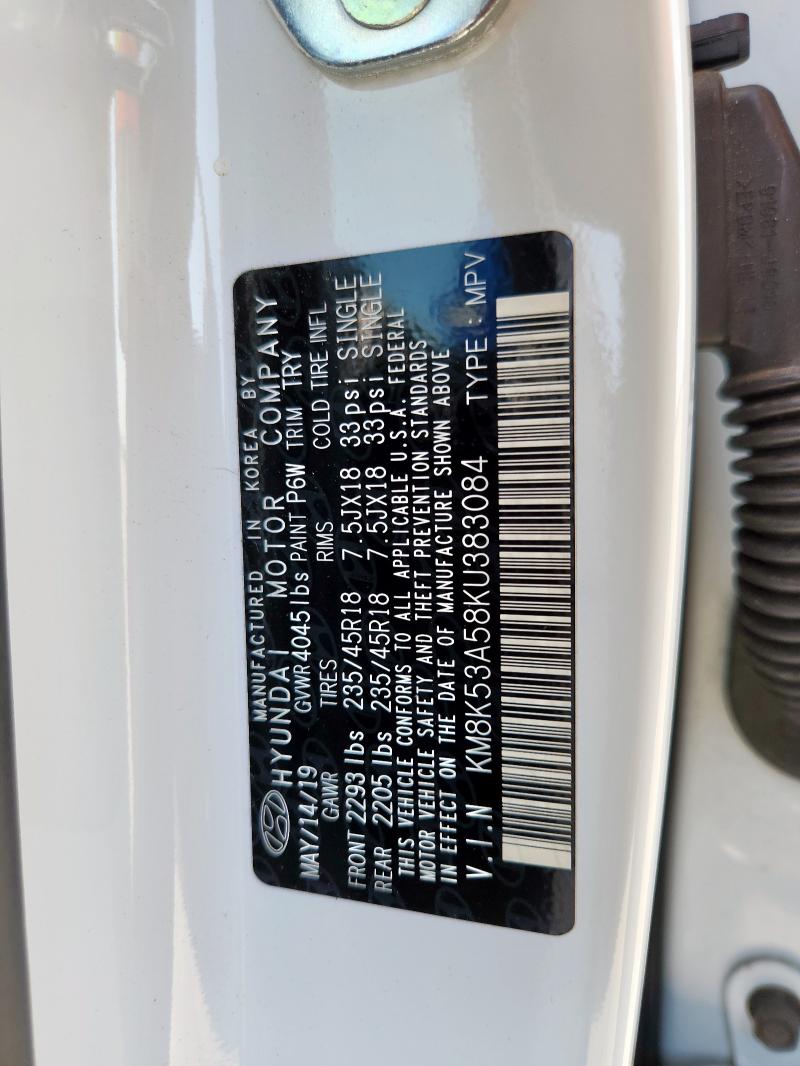 MANUFACTURED IN KOREA BY
HYUNDAI MOTOR COMPANY
MAY/14/19 GVWR 4045lbs PAINT P6W TRIM TRY
GAWR TIRES RIMS COLD TIRE INFL
FRONT 2293lbs 235/45R18 7.5JX18 33psi SINGLE
REAR 2205lbs 235/45R18 7.5JX18 33psi SINGLE
THIS VEHICLE CONFORMS TO ALL APPLICABLE U.S.A. FEDERAL
MOTOR VEHICLE SAFETY AND THEFT PREVENTION STANDARDS
IN EFFECT ON THE DATE OF MANUFACTURE SHOWN ABOVE
V.I.N KM8K53A58KU383084 TYPE : MPV